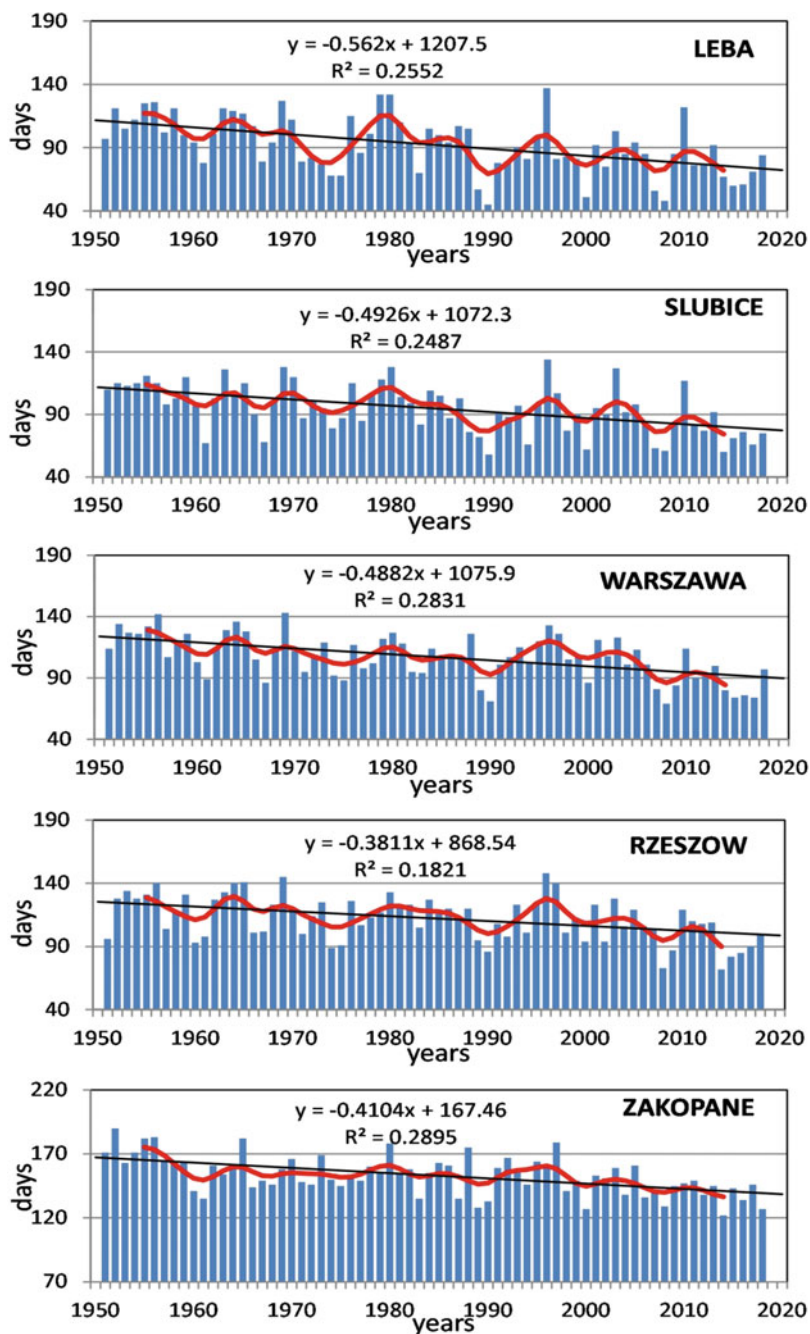 190
y = -0.562x + 1207.5
LEBA
R² = 0.2552
140
days
90
40
1950 1960 1970 1980 1990 2000 2010 2020
years
190
SLUBICE
y = -0.4926x + 1072.3
R² = 0.2487
140
days
90
40
1950 1960 1970 1980 1990 2000 2010 2020
years
190
y = -0.4882x + 1075.9
WARSZAWA
R² = 0.2831
140
days
90
40
1950 1960 1970 1980 1990 2000 2010 2020
years
190
y = -0.3811x + 868.54
RZESZOW
R² = 0.1821
140
days
90
40
1950 1960 1970 1980 1990 2000 2010 2020
years
220
y = -0.4104x + 167.46
ZAKOPANE
R² = 0.2895
170
days
120
70
1950 1960 1970 1980 1990 2000 2010 2020
years